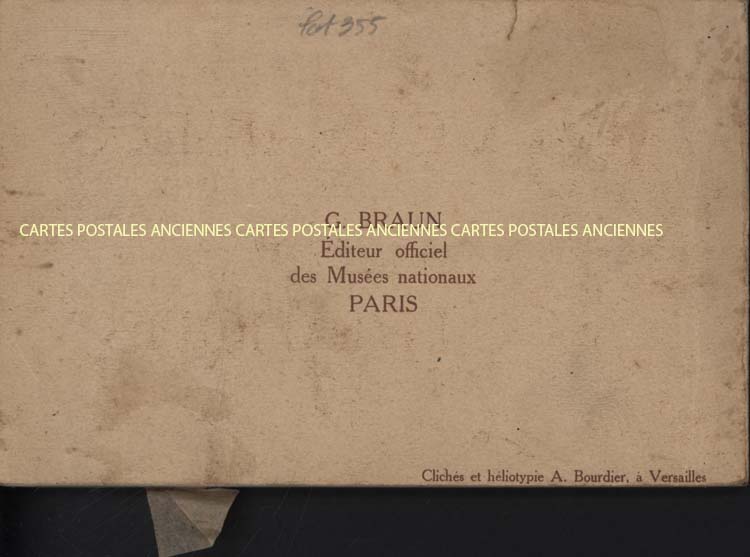 fort 355
G. BRAUN
CARTES POSTALES ANCIENNES CARTES POSTALES ANCIENNES CARTES POSTALES ANCIENNES
Éditeur officiel
des Musées nationaux
PARIS
Clichés et héliotypie A. Bourdier, à Versailles